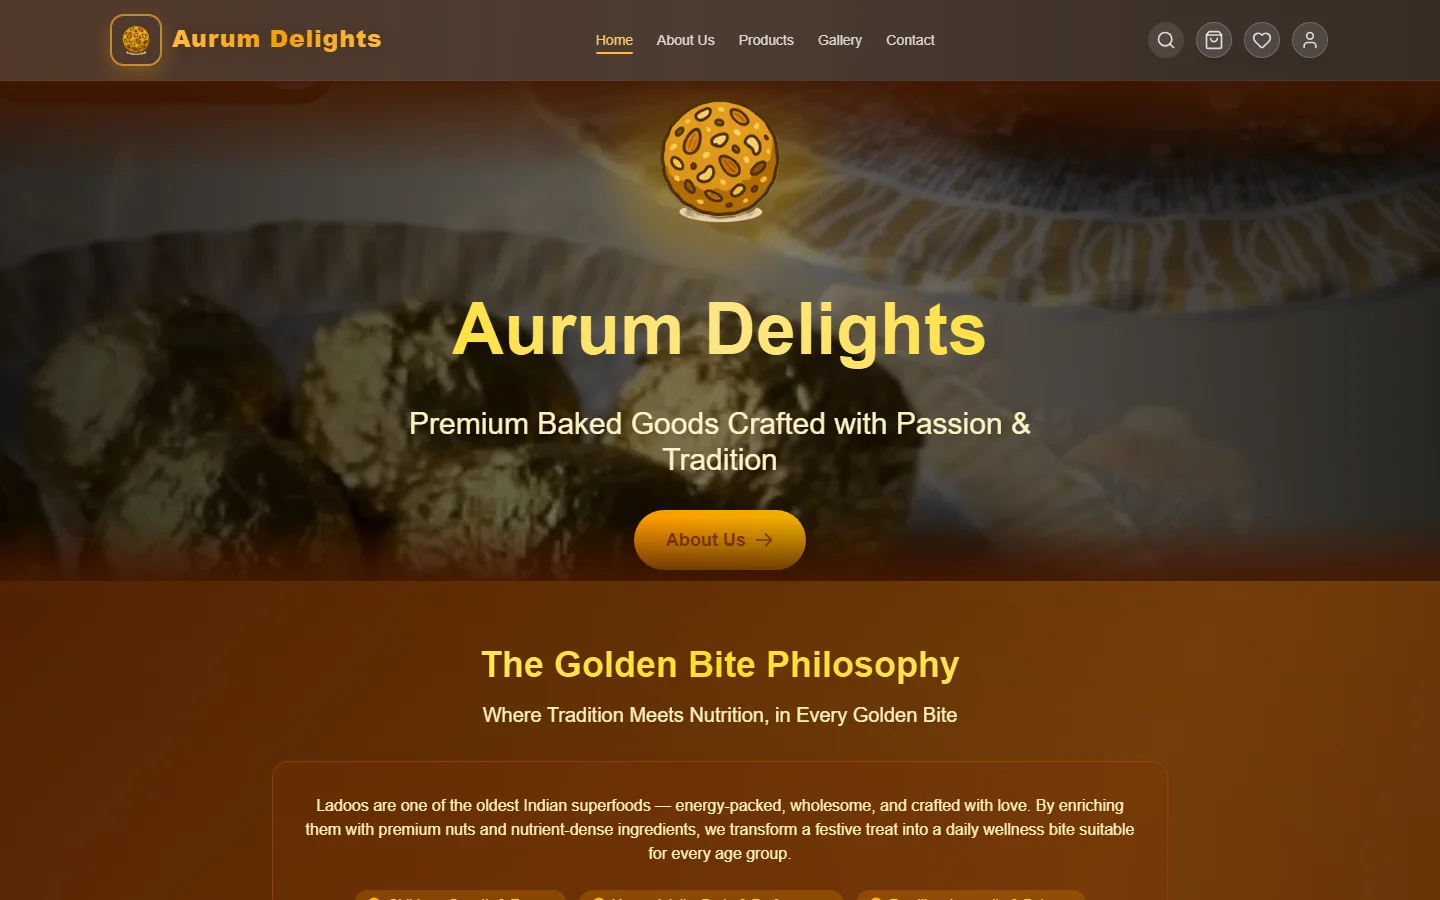 Aurum Delights
Home
About Us
Products
Gallery
Contact
Aurum Delights
Premium Baked Goods Crafted with Passion &
Tradition
About Us
The Golden Bite Philosophy
Where Tradition Meets Nutrition, in Every Golden Bite
Ladoos are one of the oldest Indian superfoods — energy-packed, wholesome, and crafted with love. By enriching
them with premium nuts and nutrient-dense ingredients, we transform a festive treat into a daily wellness bite suitable
for every age group.